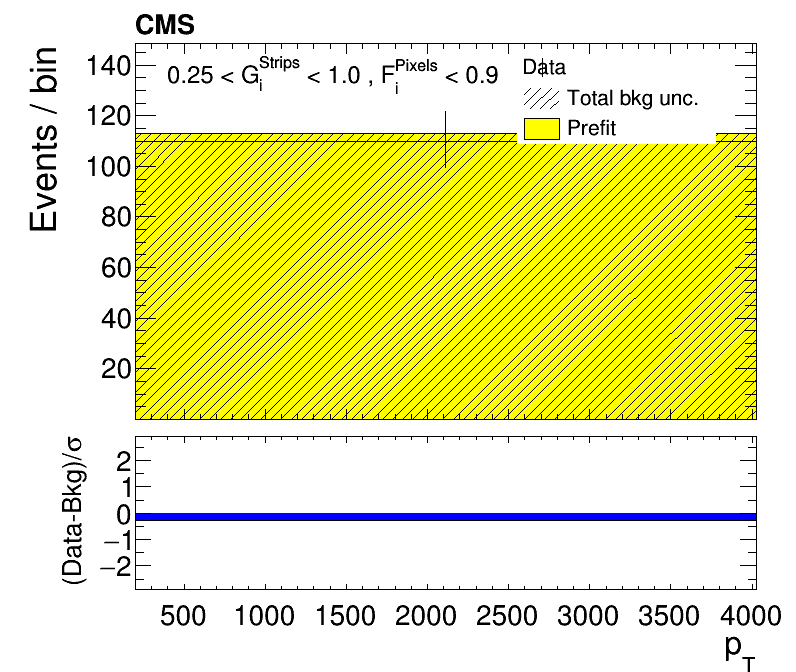 CMS
Events / bin
140
120
100
80
60
40
20
0.25 < G_i^Strips < 1.0 , F_i^Pixels < 0.9
Data
Total bkg unc.
Prefit
(Data-Bkg)/σ
2
1
0
−1
−2
500 1000 1500 2000 2500 3000 3500 4000
p_T